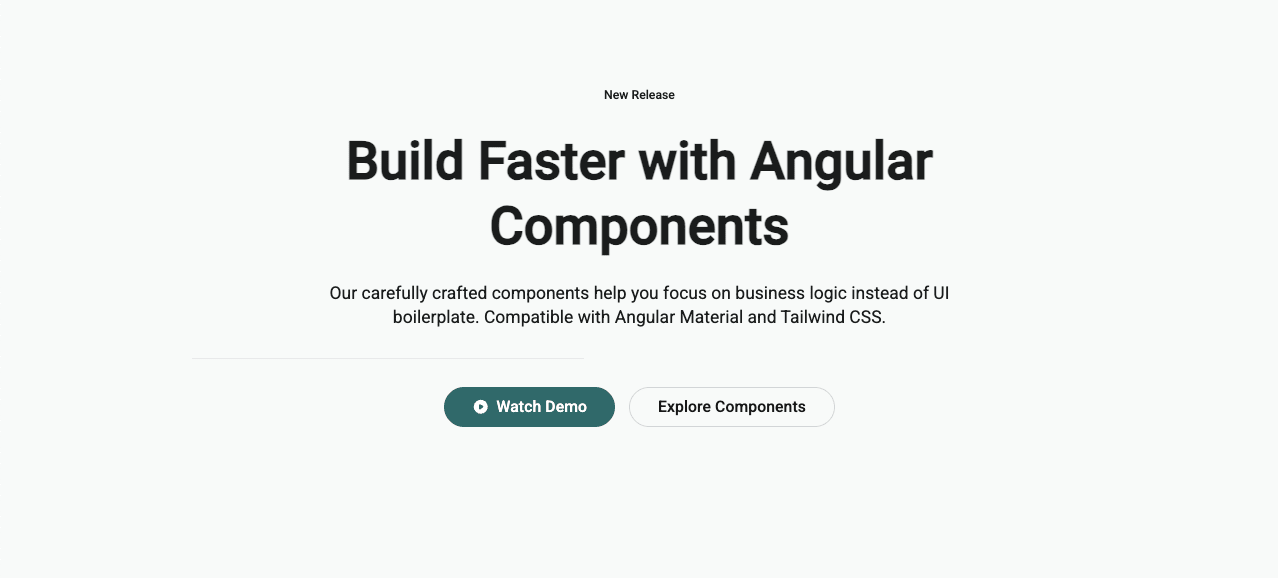 New Release
Build Faster with Angular
Components
Our carefully crafted components help you focus on business logic instead of UI
boilerplate. Compatible with Angular Material and Tailwind CSS.
Watch Demo
Explore Components